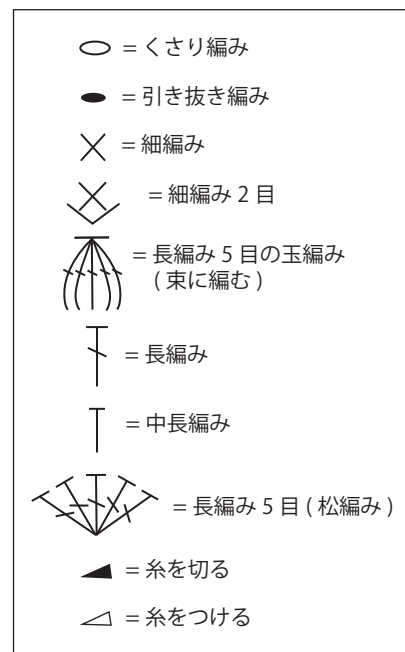 = くさり編み
= 引き抜き編み
= 細編み
= 細編み 2 目
= 長編み 5 目の玉編み
( 束に編む )
= 長編み
= 中長編み
= 長編み 5 目 ( 松編み )
= 糸を切る
= 糸をつける